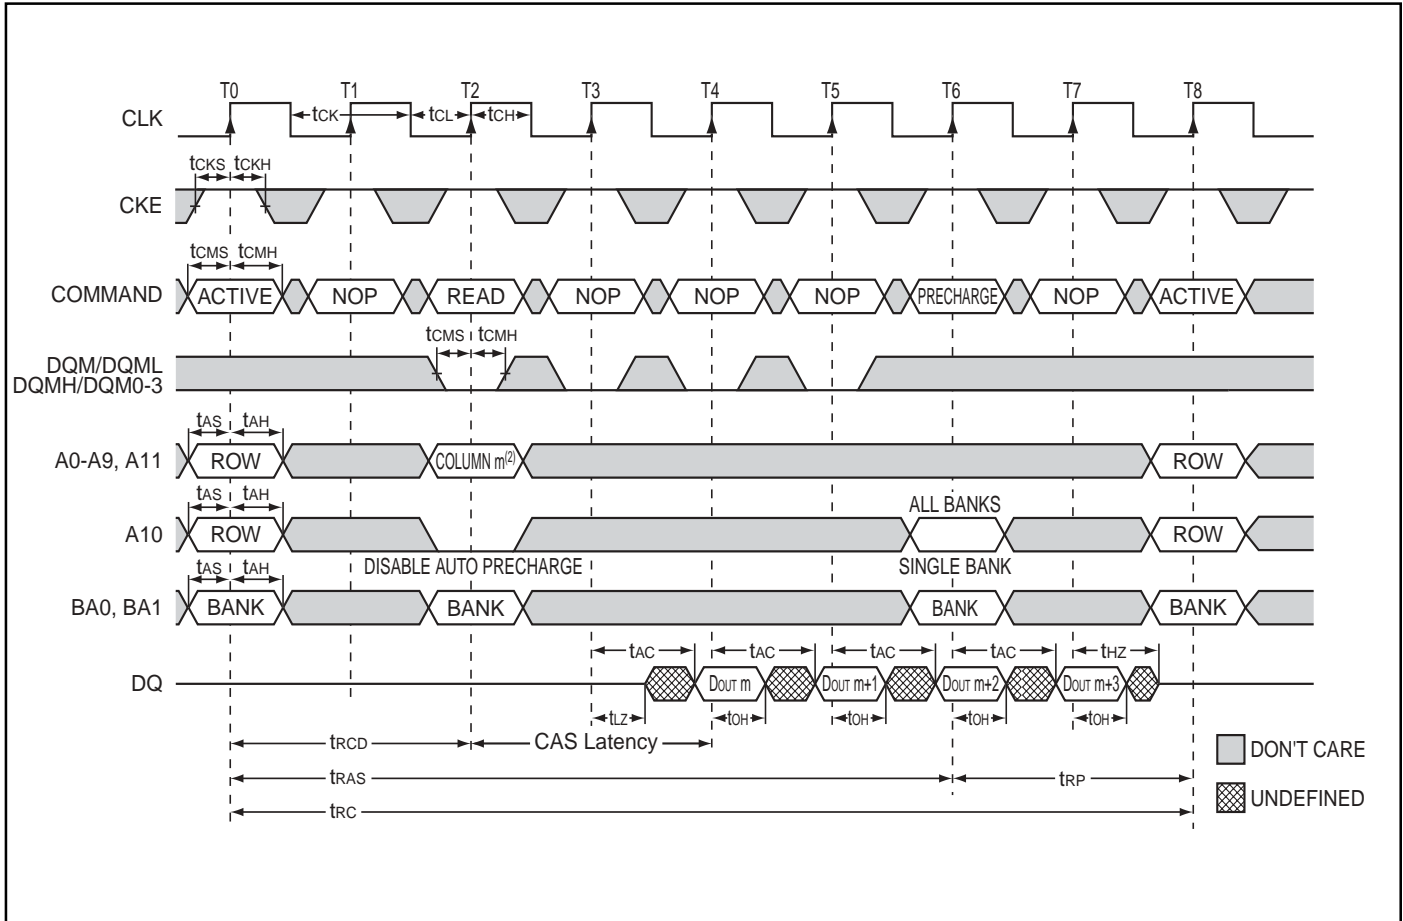 T0 T1 T2 T3 T4 T5 T6 T7 T8
CLK tCK tCL tCH
tCKS tCKH
CKE
tCMS tCMH
COMMAND ACTIVE NOP READ NOP NOP NOP PRECHARGE NOP ACTIVE
tCMS tCMH
DQM/DQML
DQMH/DQM0-3
tAS tAH
A0-A9, A11 ROW COLUMN m(2) ROW
tAS tAH ALL BANKS
A10 ROW ROW
DISABLE AUTO PRECHARGE SINGLE BANK
tAS tAH
BA0, BA1 BANK BANK BANK BANK
tAC tAC tAC tAC tHZ
DQ DOUT m DOUT m+1 DOUT m+2 DOUT m+3
tLZ tOH tOH tOH tOH
tRCD CAS Latency
DON'T CARE
tRAS tRP
UNDEFINED
tRC